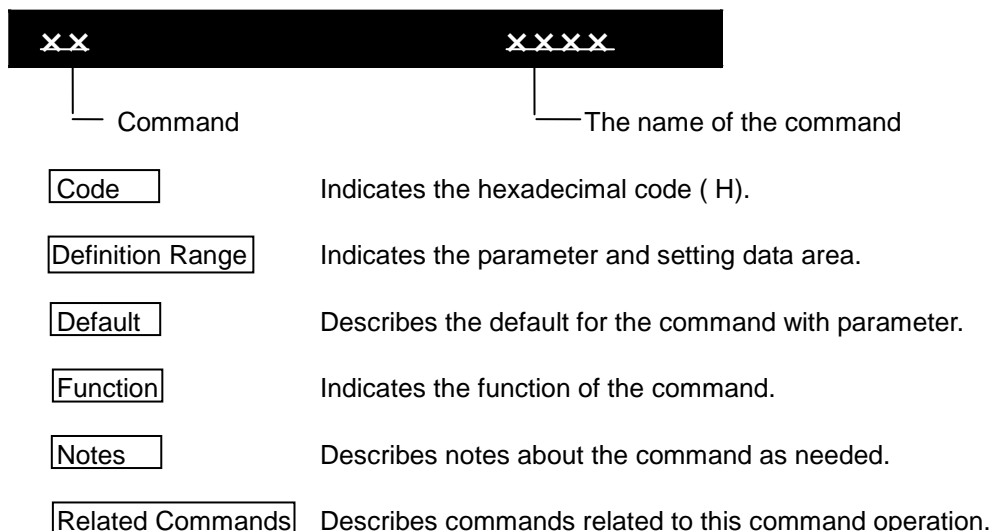 ×× ××××
Command The name of the command
Code Indicates the hexadecimal code ( H).
Definition Range Indicates the parameter and setting data area.
Default Describes the default for the command with parameter.
Function Indicates the function of the command.
Notes Describes notes about the command as needed.
Related Commands Describes commands related to this command operation.